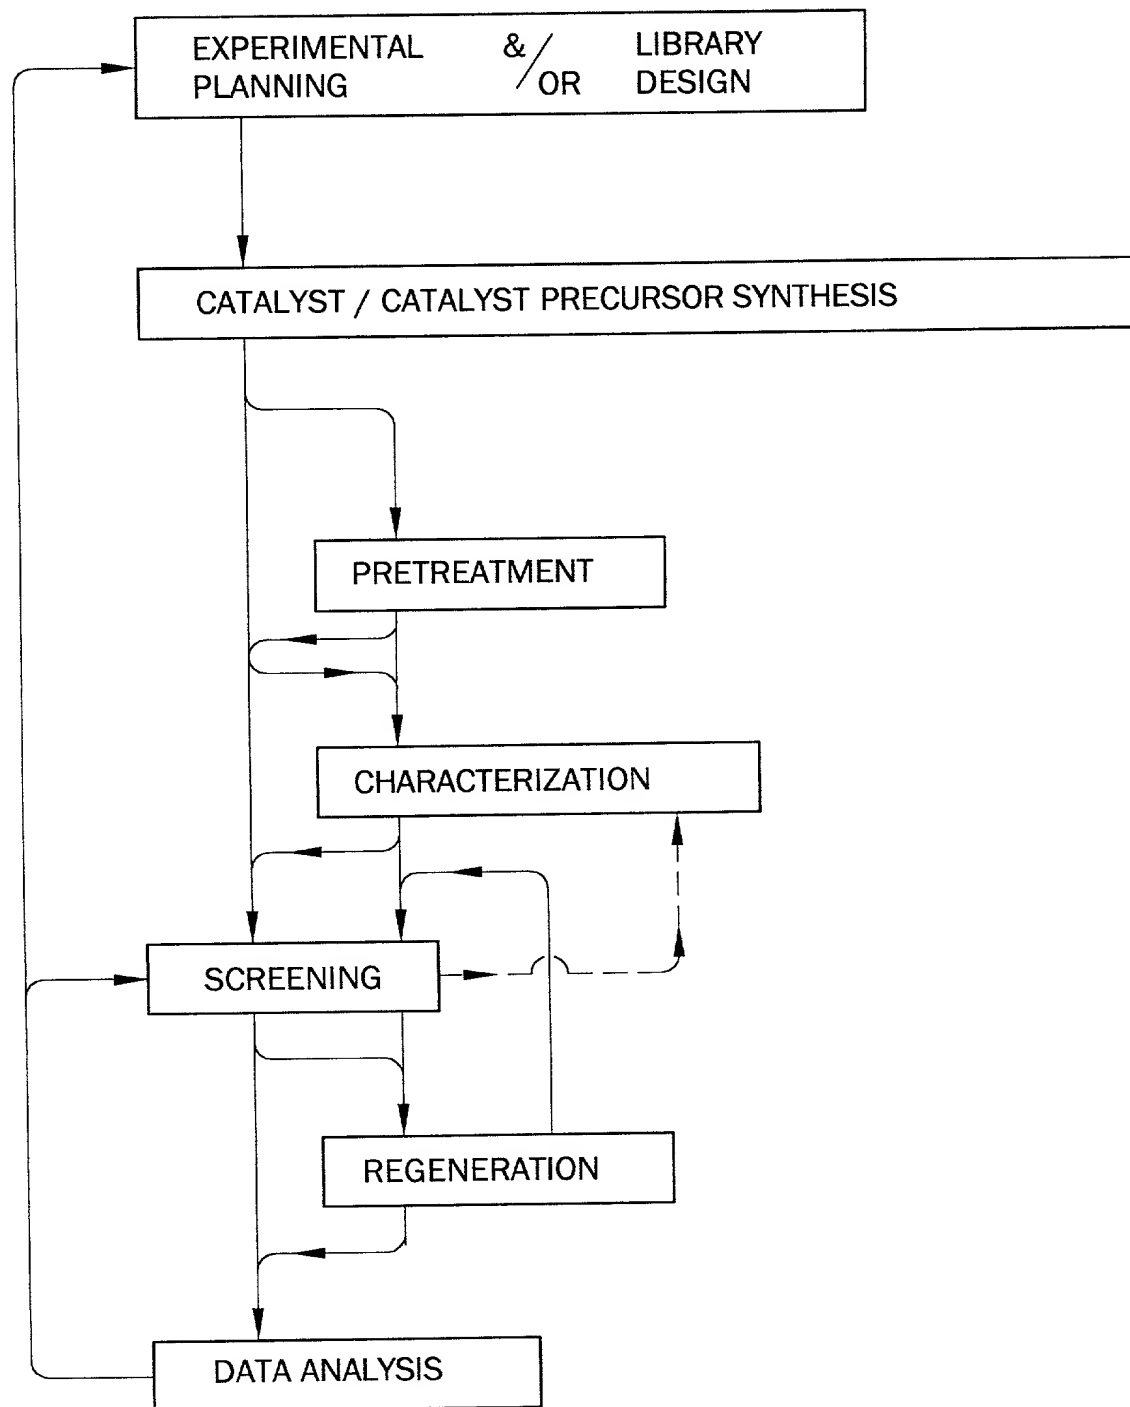 EXPERIMENTAL & / OR LIBRARY
PLANNING DESIGN
CATALYST / CATALYST PRECURSOR SYNTHESIS
PRETREATMENT
CHARACTERIZATION
SCREENING
REGENERATION
DATA ANALYSIS